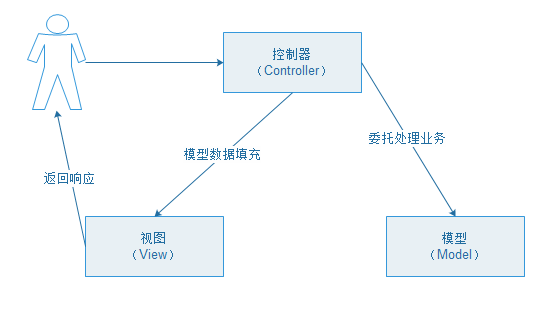 控制器
（Controller）
委托处理业务
模型数据填充
返回响应
视图
（View）
模型
（Model）